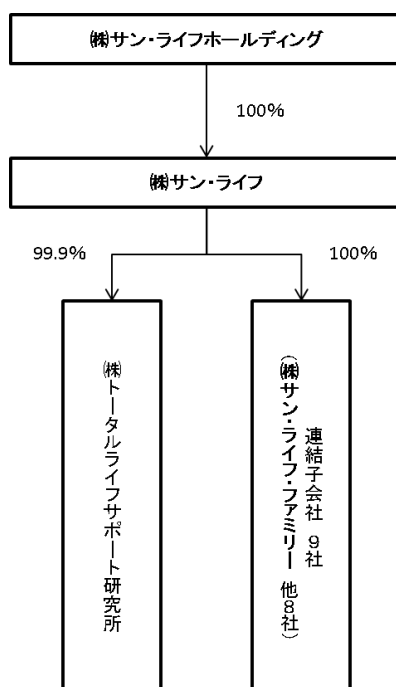 ㈱サン・ライフホールディング
100%
㈱サン・ライフ
99.9%
100%
㈱トータルライフサポート研究所
連結子会社 9社
(㈱サン・ライフ・ファミリー 他8社)